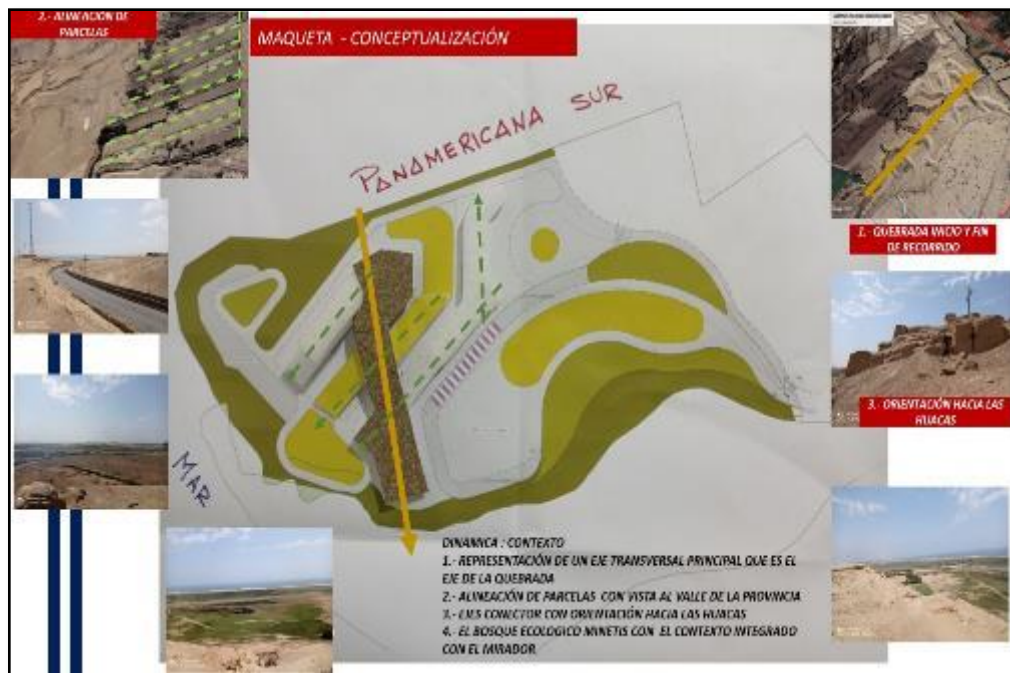 2.- ALINEACIÓN DE
PARCELAS
MAQUETA - CONCEPTUALIZACIÓN
PANAMERICANA SUR
1.- QUEBRADA INICIO Y FIN
DE RECORRIDO
3.- ORIENTACIÓN HACIA LAS
HUACAS
MAR
DINAMICA : CONTEXTO
1.- REPRESENTACIÓN DE UN EJE TRANSVERSAL PRINCIPAL QUE ES EL
EJE DE LA QUEBRADA
2.- ALINEACIÓN DE PARCELAS CON VISTA AL VALLE DE LA PROVINCIA
3.- EJES CONECTOR CON ORIENTACIÓN HACIA LAS HUACAS
4.- EL BOSQUE ECOLOGICO MINETIS CON EL CONTEXTO INTEGRADO
CON EL MIRADOR.